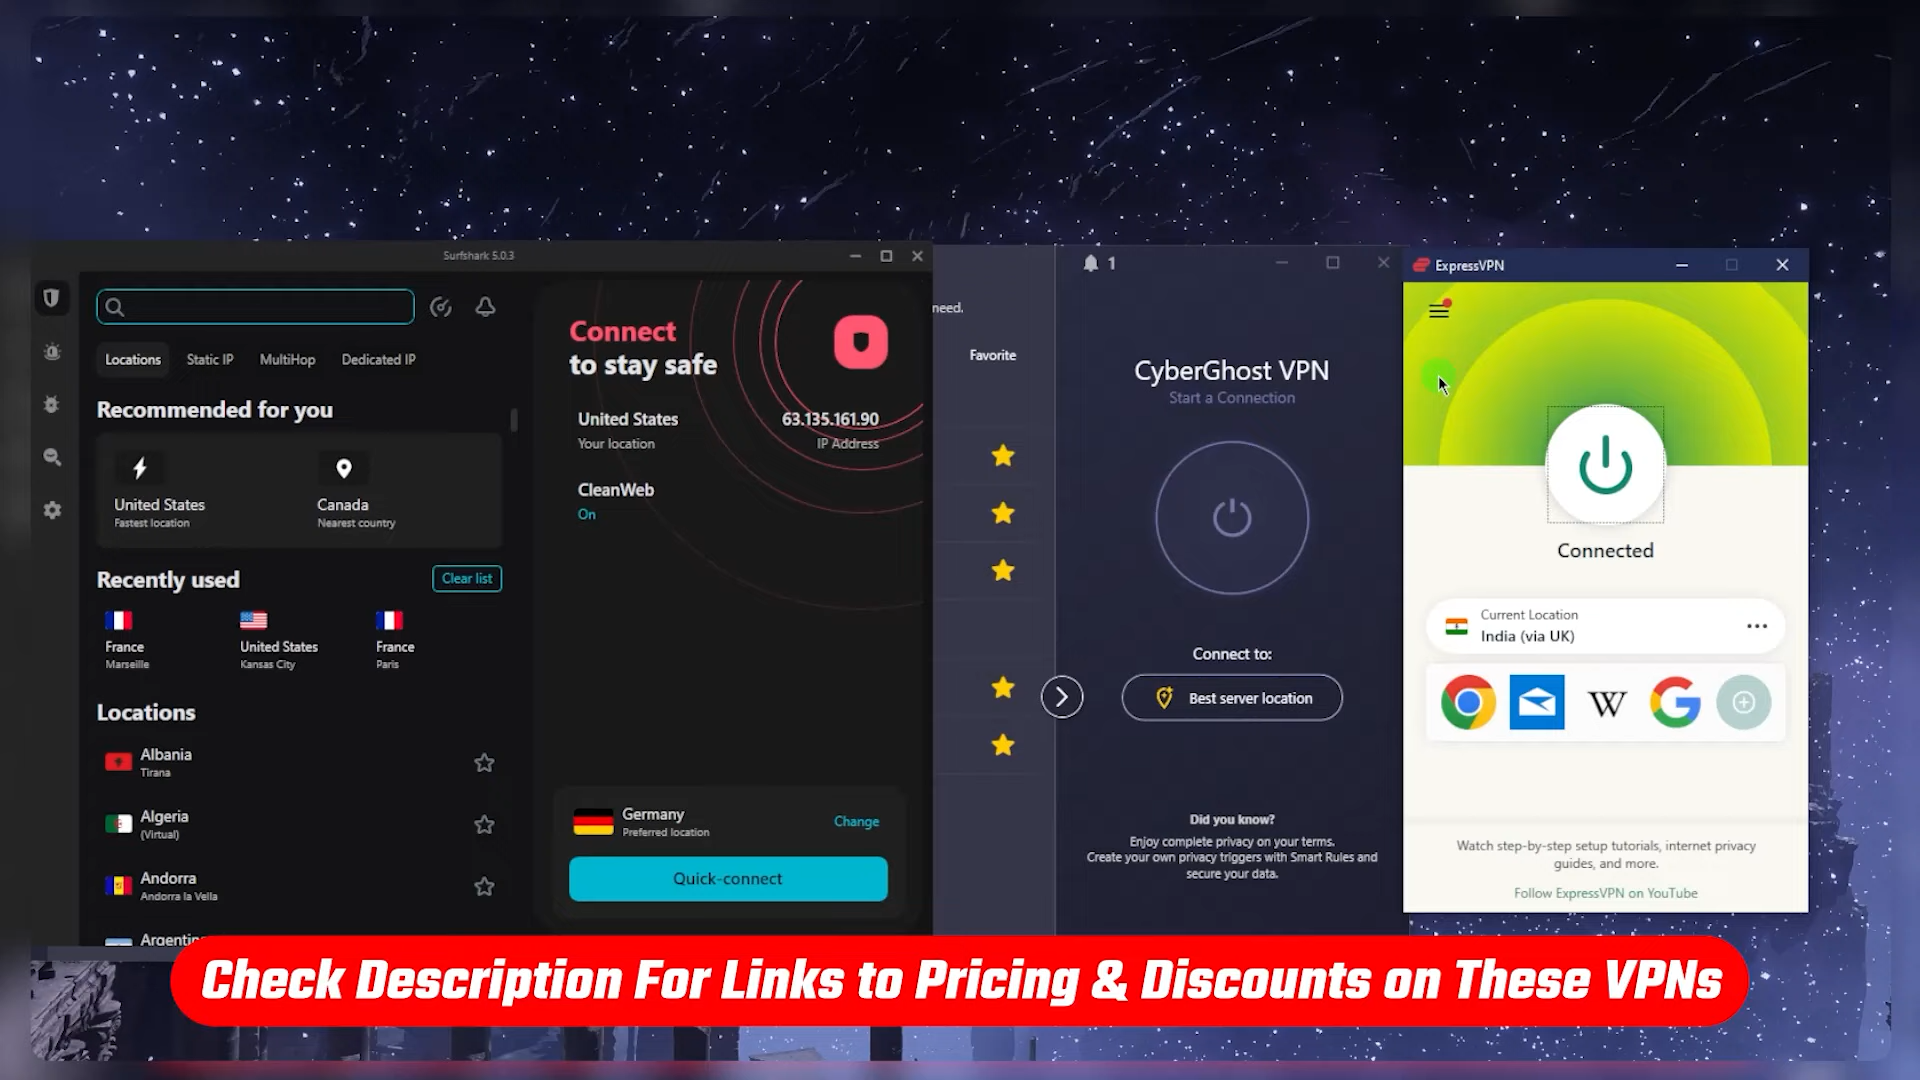 Surfshark 5.0.3
Locations
Static IP
MultiHop
Dedicated IP
Recommended for you
United States
Fastest location
Canada
Nearest country
Recently used
Clear list
France
Marseille
United States
Kansas City
France
Paris
Locations
Albania
Tirana
Algeria
(Virtual)
Andorra
Andorra la Vella
Argentin
Connect
to stay safe
United States
Your location
63.135.161.90
IP Address
CleanWeb
On
Germany
Preferred location
Change
Quick-connect
need.
Favorite
1
CyberGhost VPN
Start a Connection
Connect to:
Best server location
Did you know?
Enjoy complete privacy on your terms.
Create your own privacy triggers with Smart Rules and
secure your data.
ExpressVPN
Connected
Current Location
India (via UK)
W
G
Watch step-by-step setup tutorials, internet privacy
guides, and more.
Follow ExpressVPN on YouTube
Check Description For Links to Pricing & Discounts on These VPNs